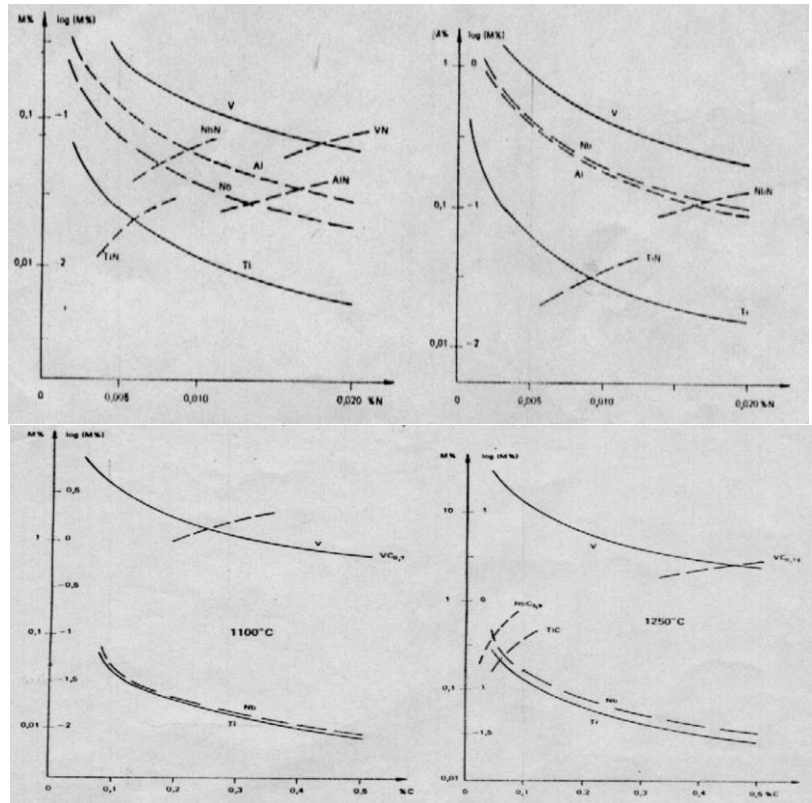 M% log (M%)
0,1 −1
0,01 −2
V
NbN
VN
Al
AlN
Nb
TiN
Ti
0 0,005 0,010 0,020 %N
log (M%)
1 0
0,1 −1
0,01 −2
V
Nb
Al
NbN
TiN
Ti
0 0,005 0,010 0,020 %N
M% log (M%)
0,5
1 0
−0,5
0,1 −1
−1,5
0,01 −2
V
1100°C
Nb
Ti
0 0,1 0,2 0,3 0,4 0,5 %C
M% log (M%)
10 1
1 0
0,1 −1
−1,5
0,01
V
TiC
1250°C
Nb
Ti
0 0,1 0,2 0,3 0,4 0,5 %C